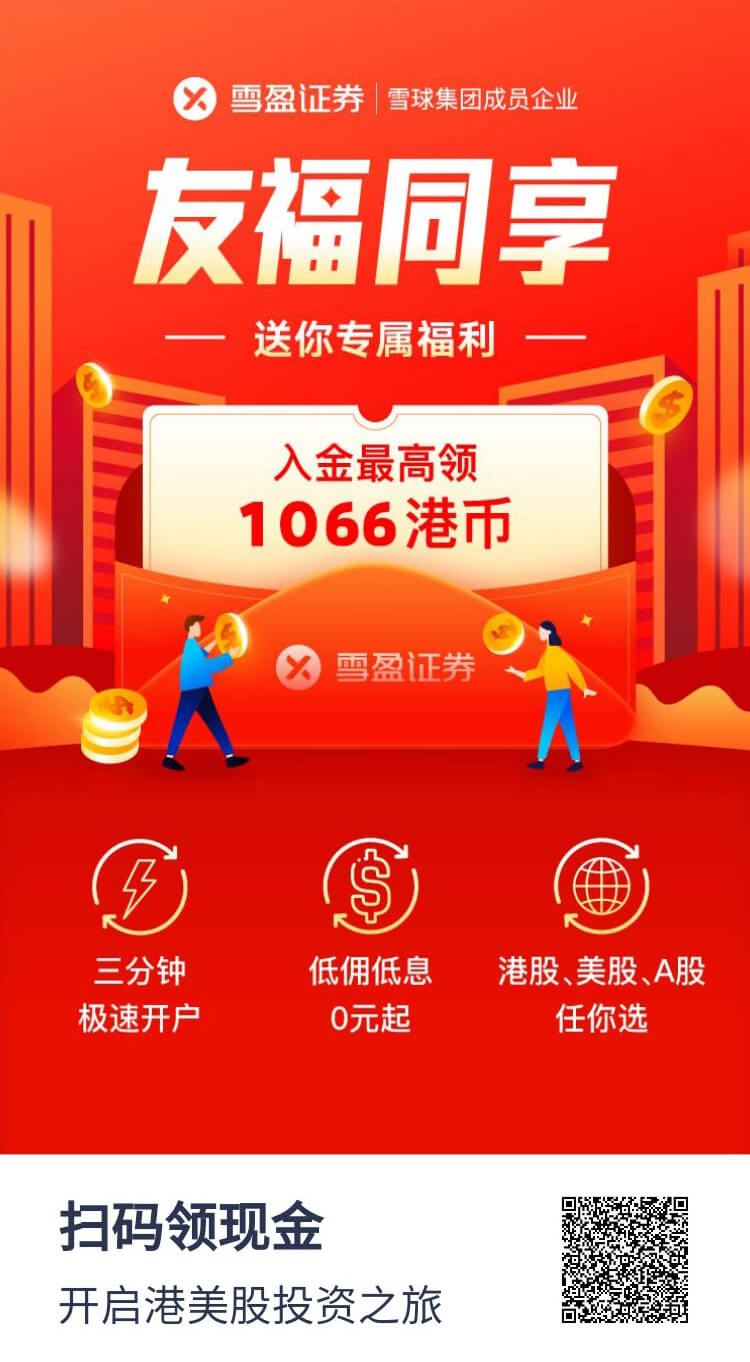 雪盈证券 | 雪球集团成员企业
友福同享
送你专属福利
入金最高领
1066港币
雪盈证券
三分钟
极速开户
低佣低息
0元起
港股、美股、A股
任你选
扫码领现金
开启港美股投资之旅